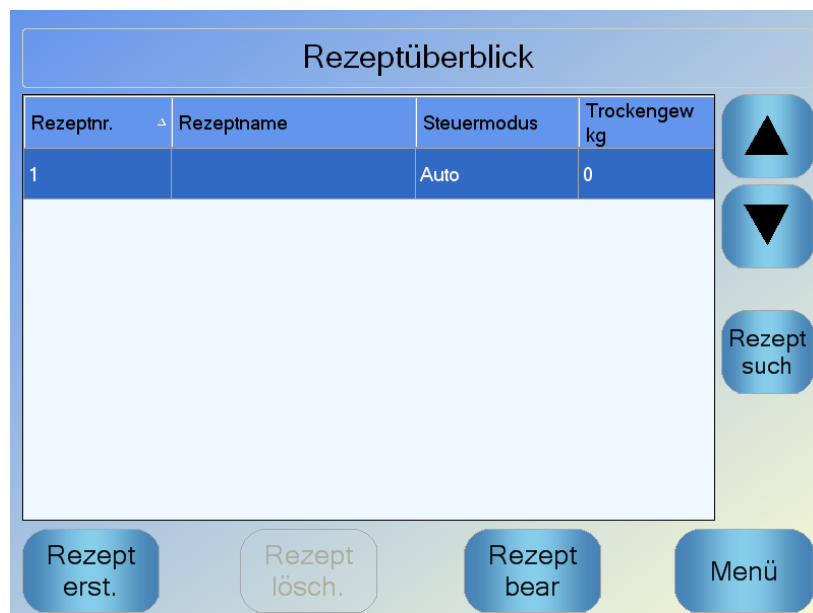 Rezeptüberblick
Rezeptnr. Rezeptname Steuermodus Trockengew
kg
1 Auto 0
Rezept
such
Rezept
erst.
Rezept
lösch.
Rezept
bear
Menü